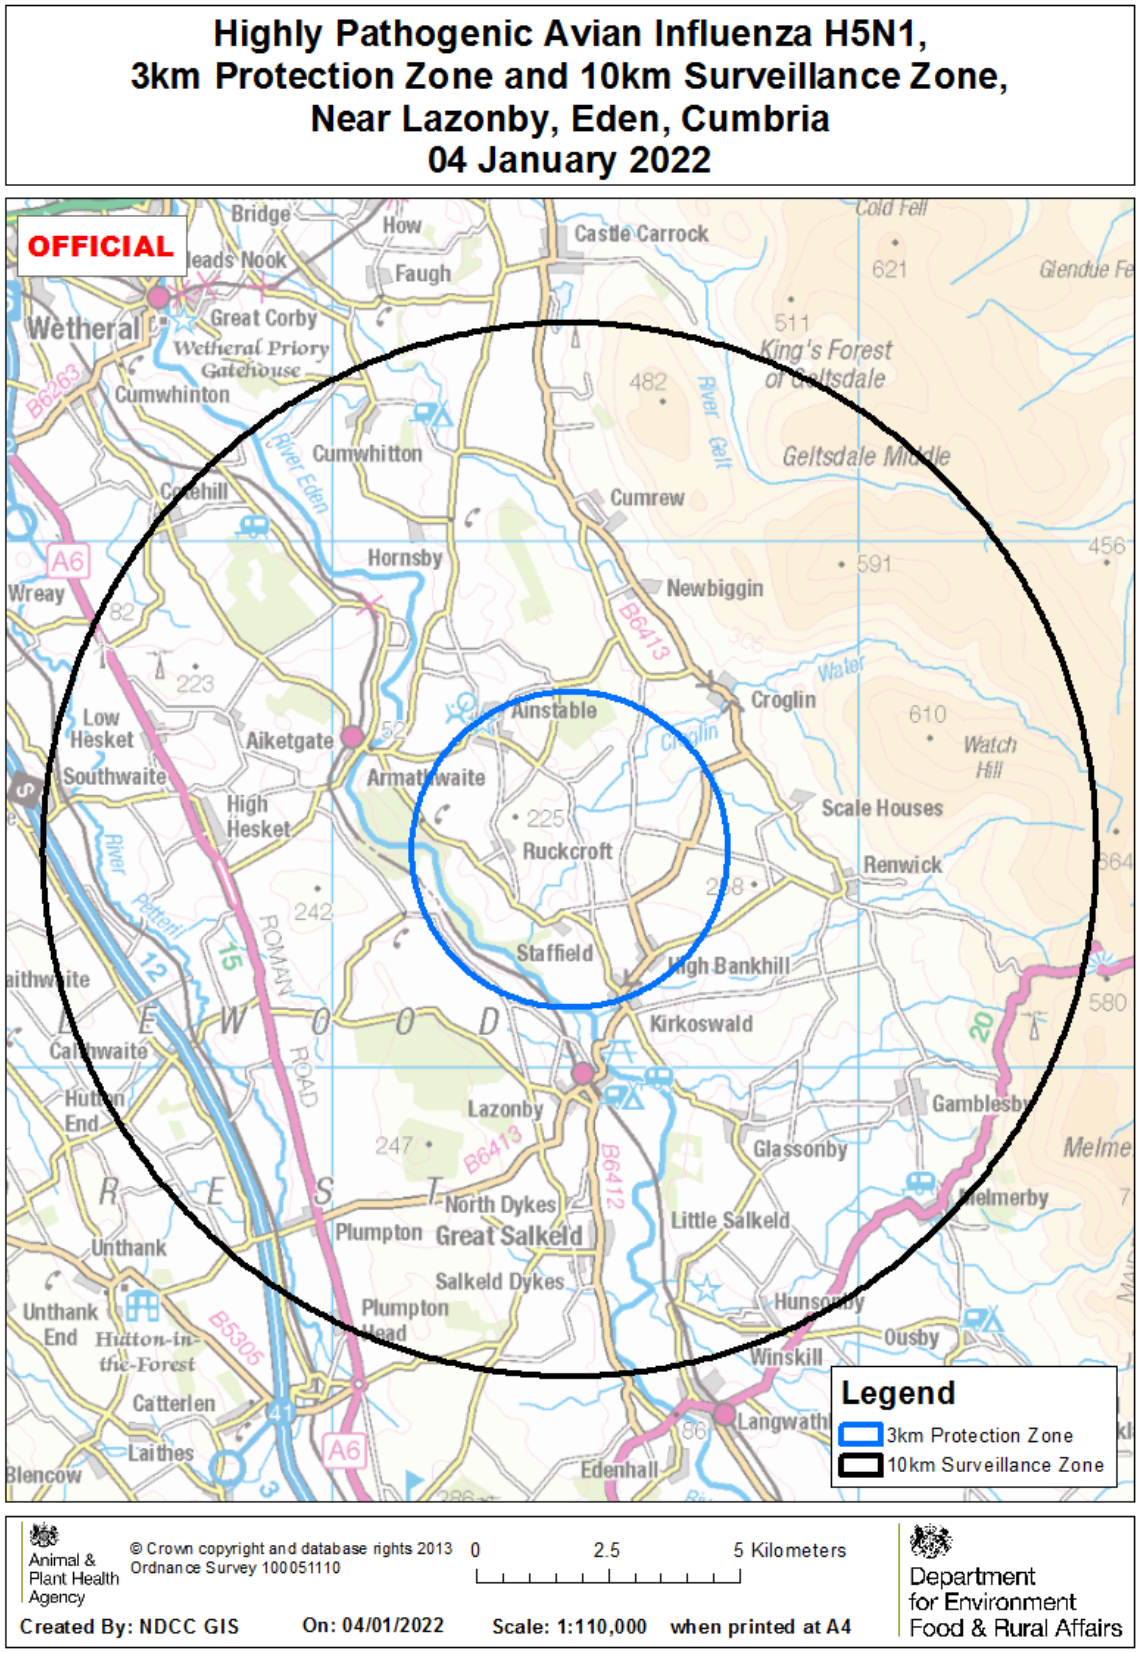 Highly Pathogenic Avian Influenza H5N1,
3km Protection Zone and 10km Surveillance Zone,
Near Lazonby, Eden, Cumbria
04 January 2022
OFFICIAL
Bridge
How
Castle Carrock
Cold Fell
621
Glendue Fe
eads Nook
Faugh
Wetheral
Great Corby
Wetheral Priory
Gatehouse
511
King's Forest
of Geltsdale
482
River Gelt
B6263
Cumwhinton
River Eden
Cumwhitton
Geltsdale Middle
Cotehill
Cumrew
A6
Hornsby
591
456
Wreay
82
Newbiggin
B6413
305
223
Water
Croglin
Low
Hesket
Aiketgate
52
Ainstable
Croglin
610
Watch
Hill
Southwaite
Armathwaite
S
High
Hesket
225
Scale Houses
River
Petteril
Ruckcroft
Renwick
664
258
242
ROMAN
ROAD
15
12
Staffield
High Bankhill
aithwaite
580
E W O O D
Kirkoswald
20
Calthwaite
Hutton
End
Lazonby
Gamblesby
247
B6413
B6412
Glassonby
Melme
R E S T
North Dykes
Melmerby
7
Plumpton
Great Salkeld
Little Salkeld
Unthank
Salkeld Dykes
Unthank
End
Plumpton
Head
Hunsonby
Hutton-in-
the-Forest
B5305
Ousby
Winskill
Catterlen
41
Langwath
86
Laithes
A6
Edenhall
Blencow
3
286
Legend
3km Protection Zone
10km Surveillance Zone
Animal &
Plant Health
Agency
© Crown copyright and database rights 2013
Ordnance Survey 100051110
0 2.5 5 Kilometers
Department
for Environment
Food & Rural Affairs
Created By: NDCC GIS On: 04/01/2022 Scale: 1:110,000 when printed at A4